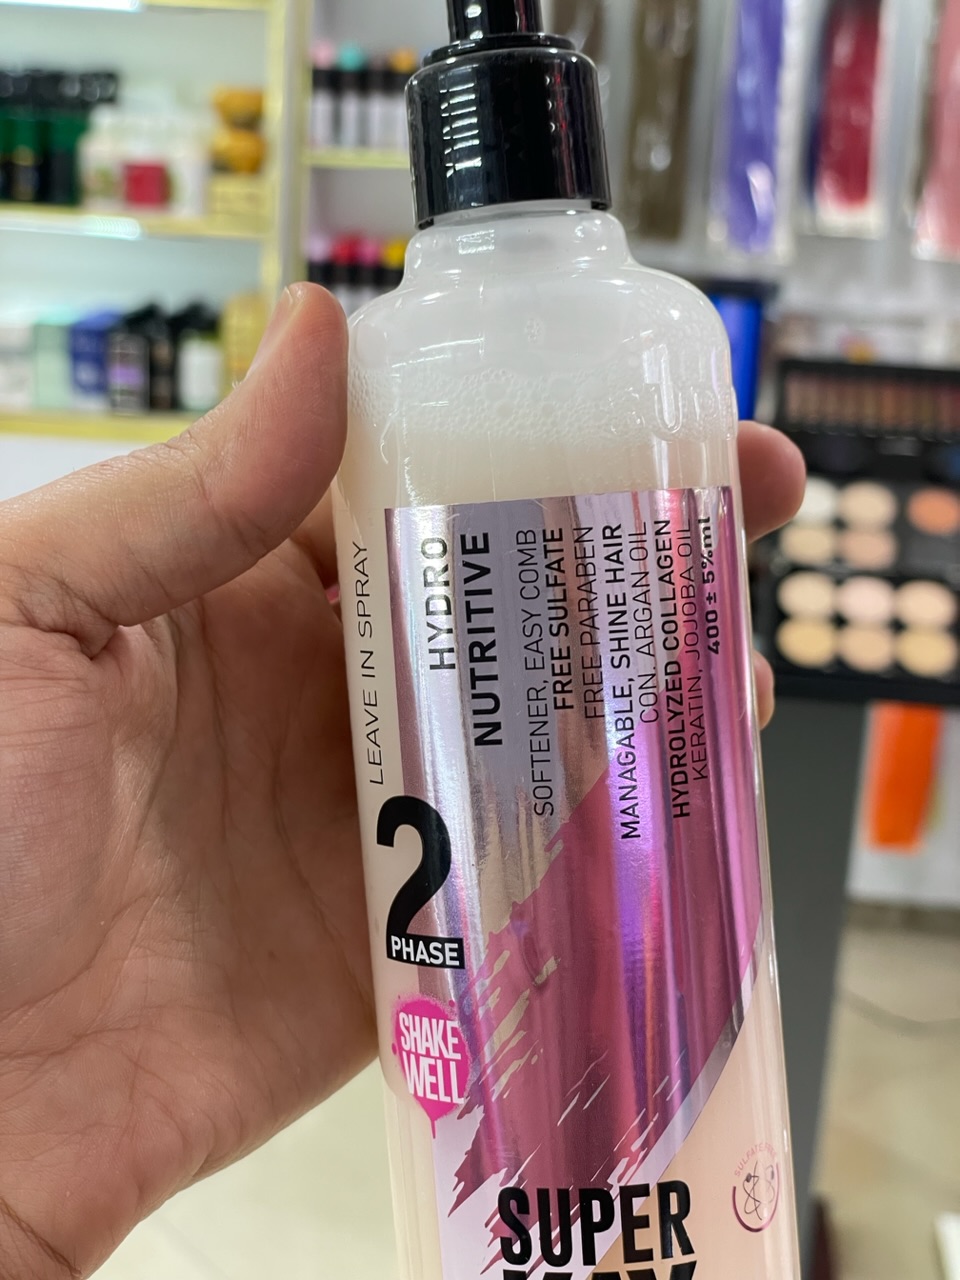 LEAVE IN SPRAY
HYDRO
NUTRITIVE
SOFTENER, EASY COMB
FREE SULFATE
FREE PARABEN
MANAGABLE, SHINE HAIR
CON. ARGAN OIL
HYDROLYZED COLLAGEN
KERATIN, JOJOBA OIL
400 ± 5% ml
2
PHASE
SHAKE
WELL
SUPER